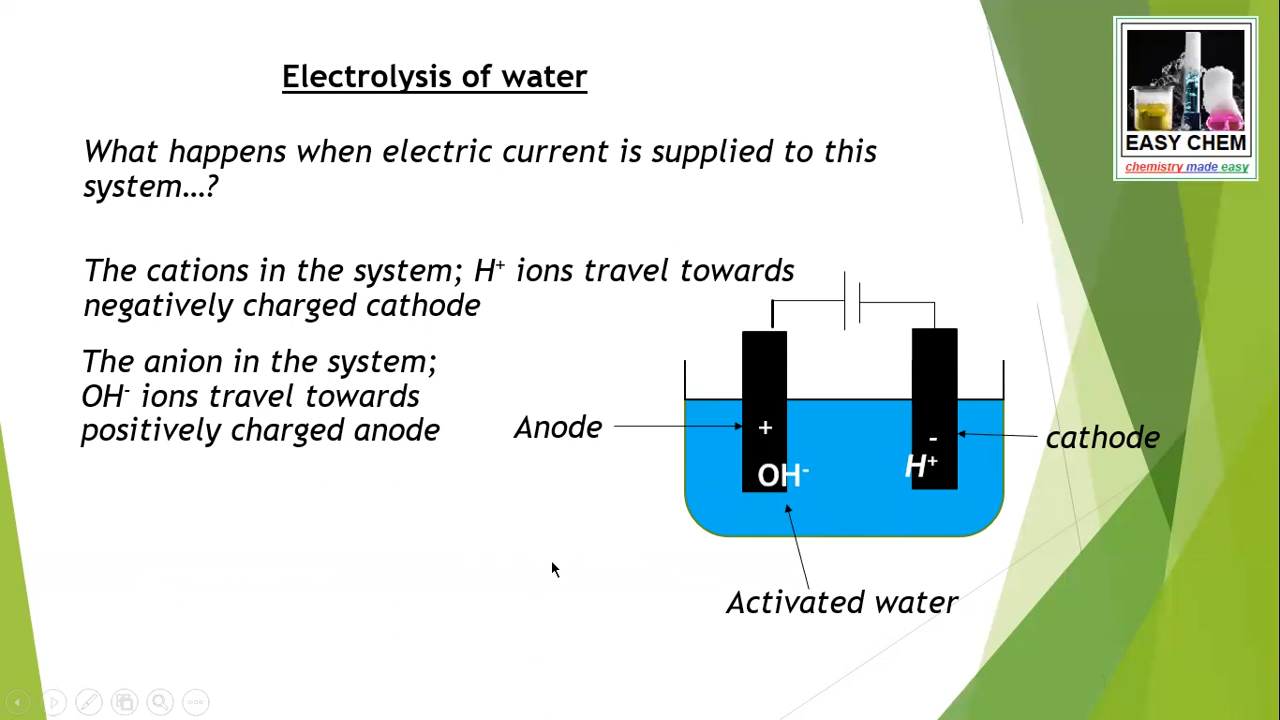 Electrolysis of water
EASY CHEM
chemistry made easy
What happens when electric current is supplied to this
system…?
The cations in the system; H⁺ ions travel towards
negatively charged cathode
The anion in the system;
OH⁻ ions travel towards
positively charged anode
Anode
+
OH⁻
-
H⁺
cathode
Activated water